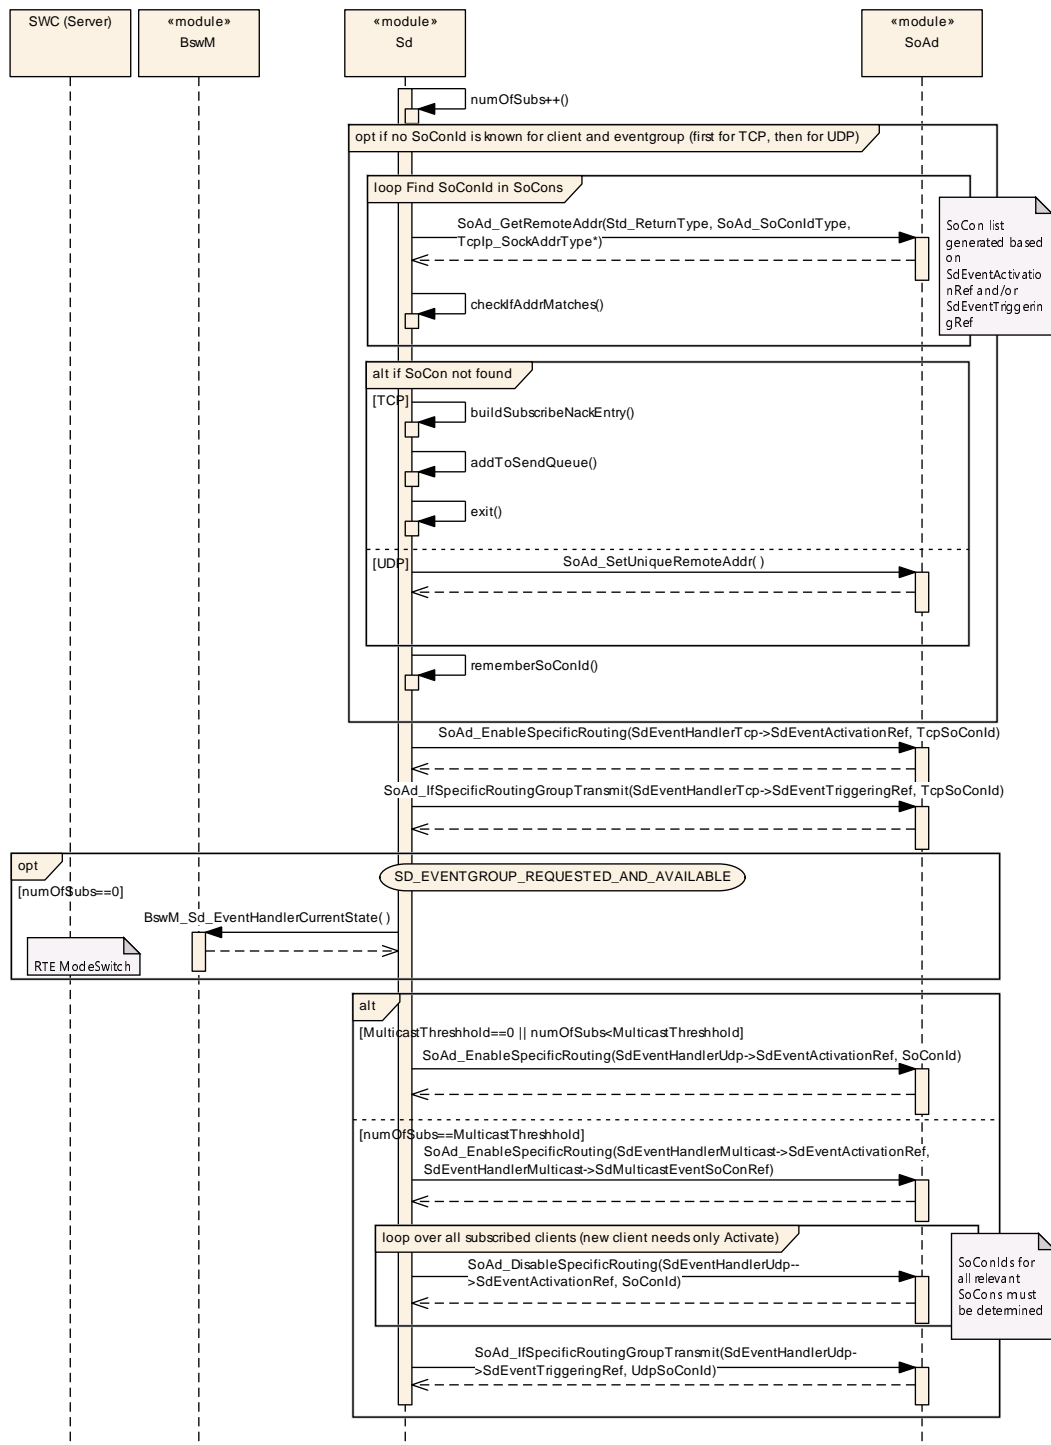 SWC (Server)
«module»
BswM
«module»
Sd
«module»
SoAd
numOfSubs++()
opt if no SoConId is known for client and eventgroup (first for TCP, then for UDP)
loop Find SoConId in SoCons
SoAd_GetRemoteAddr(Std_ReturnType, SoAd_SoConIdType,
TcpIp_SockAddrType*)
SoCon list
generated based
on
SdEventActivatio
nRef and/or
SdEventTriggerin
gRef
checkIfAddrMatches()
alt if SoCon not found
[TCP]
buildSubscribeNackEntry()
addToSendQueue()
exit()
[UDP]
SoAd_SetUniqueRemoteAddr( )
rememberSoConId()
SoAd_EnableSpecificRouting(SdEventHandlerTcp->SdEventActivationRef, TcpSoConId)
SoAd_IfSpecificRoutingGroupTransmit(SdEventHandlerTcp->SdEventTriggeringRef, TcpSoConId)
opt
[numOfSubs==0]
SD_EVENTGROUP_REQUESTED_AND_AVAILABLE
BswM_Sd_EventHandlerCurrentState( )
RTE ModeSwitch
alt
[MulticastThreshhold==0 || numOfSubs<MulticastThreshhold]
SoAd_EnableSpecificRouting(SdEventHandlerUdp->SdEventActivationRef, SoConId)
[numOfSubs==MulticastThreshhold]
SoAd_EnableSpecificRouting(SdEventHandlerMulticast->SdEventActivationRef,
SdEventHandlerMulticast->SdMulticastEventSoConRef)
loop over all subscribed clients (new client needs only Activate)
SoAd_DisableSpecificRouting(SdEventHandlerUdp--
>SdEventActivationRef, SoConId)
SoConIds for
all relevant
SoCons must
be determined
SoAd_IfSpecificRoutingGroupTransmit(SdEventHandlerUdp-
>SdEventTriggeringRef, UdpSoConId)